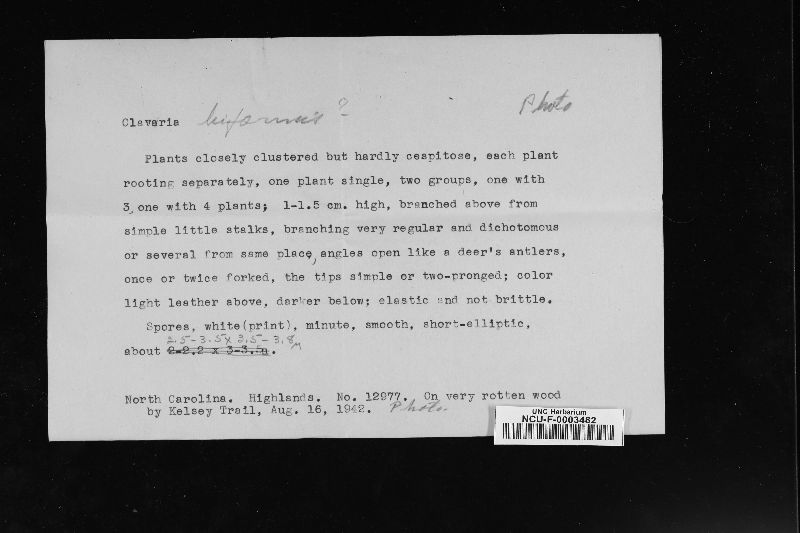 Photo
Clavaria biformis ?
Plants closely clustered but hardly cespitose, each plant
rooting separately, one plant single, two groups, one with
3, one with 4 plants; 1-1.5 cm. high, branched above from
simple little stalks, branching very regular and dichotomous
or several from same place, angles open like a deer's antlers,
once or twice forked, the tips simple or two-pronged; color
light leather above, darker below; elastic and not brittle.
Spores, white(print), minute, smooth, short-elliptic,
2.5-3.5 x 3.5-3.8µ
about 2-2.2 x 3-3.5µ.
North Carolina. Highlands. No. 12977. On very rotten wood
by Kelsey Trail, Aug. 16, 1942. Photo.
UNC Herbarium
NCU-F-0003482